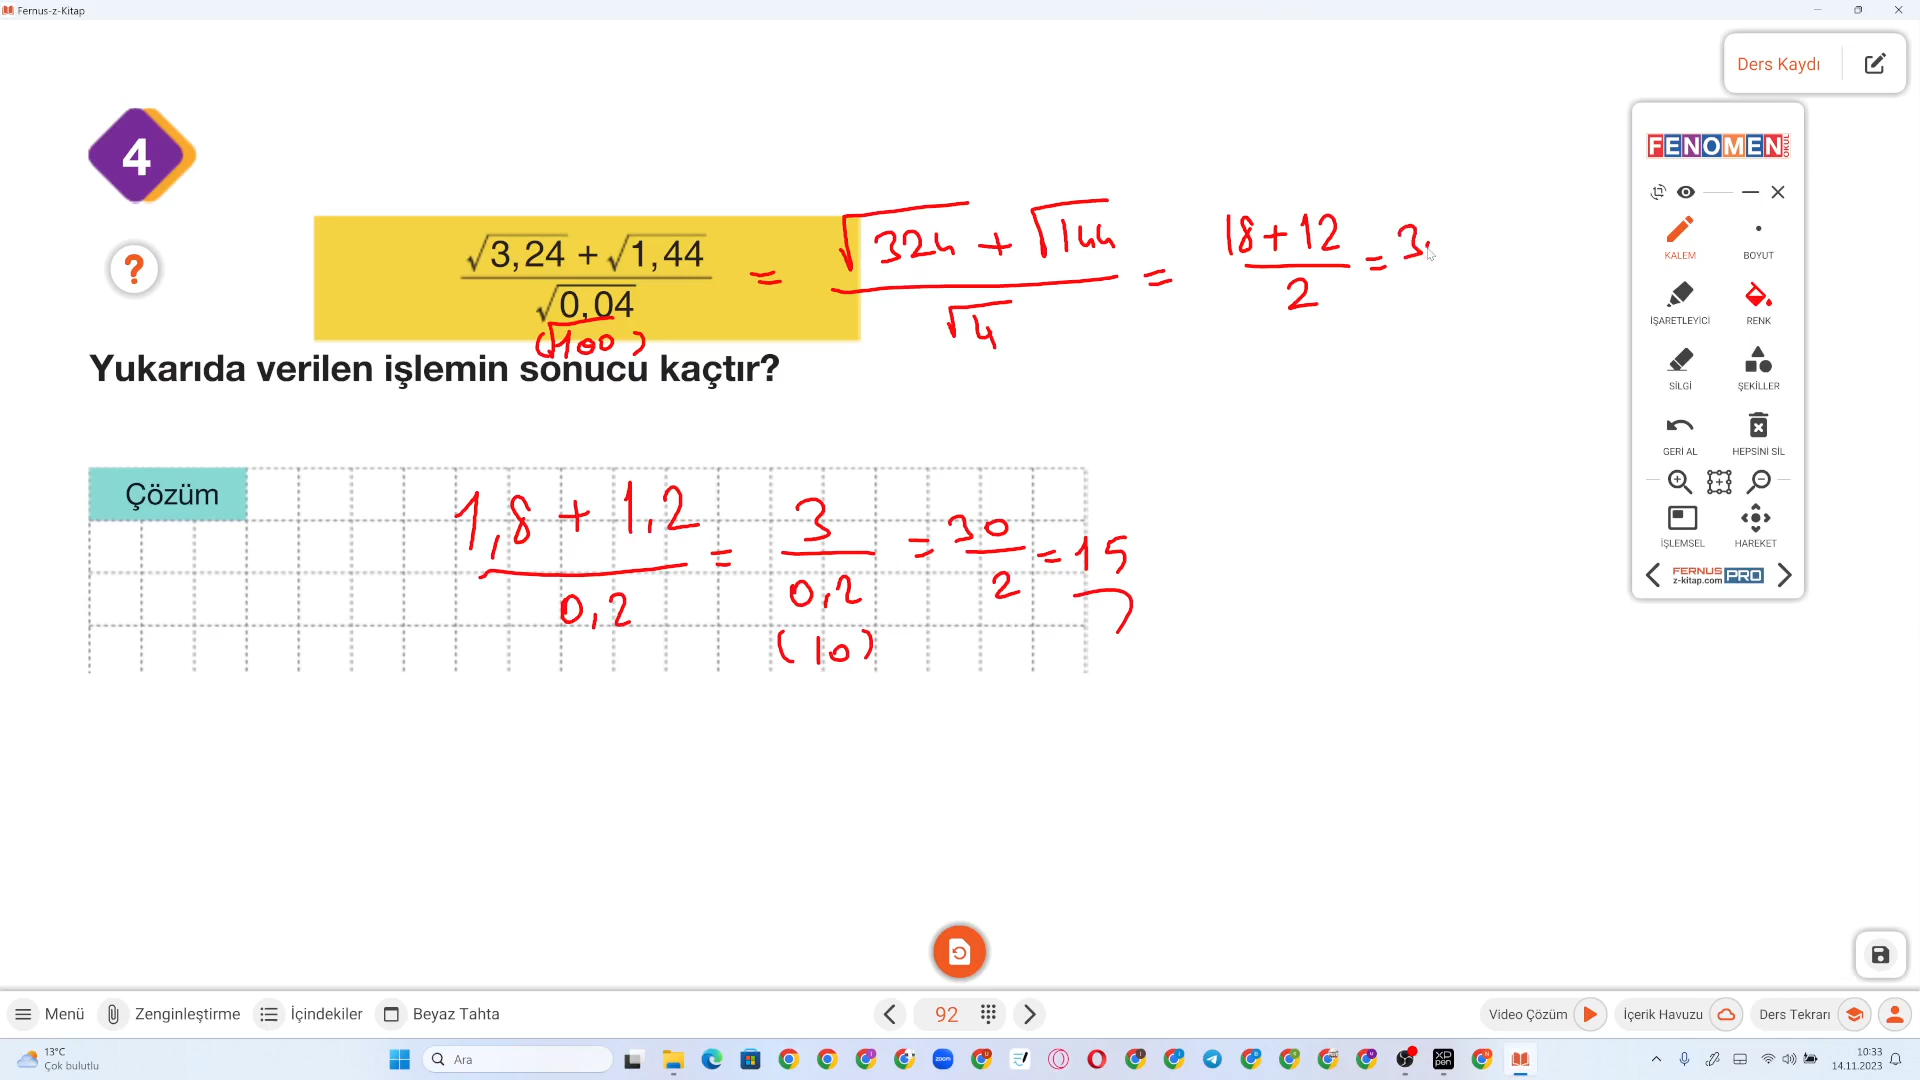 Fernus-z-Kitap
Ders Kaydı
4
?
√3,24 + √1,44
√0,04
(√100)
= √324 + √144
√4
= 18+12
2
= 3
Yukarıda verilen işlemin sonucu kaçtır?
Çözüm
1,8 + 1,2
0,2
= 3
0,2
(10)
= 30
2
= 15
FENOMEN OKUL
KALEM
BOYUT
İŞARETLEYİCİ
RENK
SİLGİ
ŞEKİLLER
GERİ AL
HEPSİNİ SİL
İŞLEMSEL
HAREKET
FERNUS
z-kitap.com PRO
Menü
Zenginleştirme
İçindekiler
Beyaz Tahta
92
Video Çözüm
İçerik Havuzu
Ders Tekrarı
13°C
Çok bulutlu
Ara
zoom
XP
pen
10:33
14.11.2023